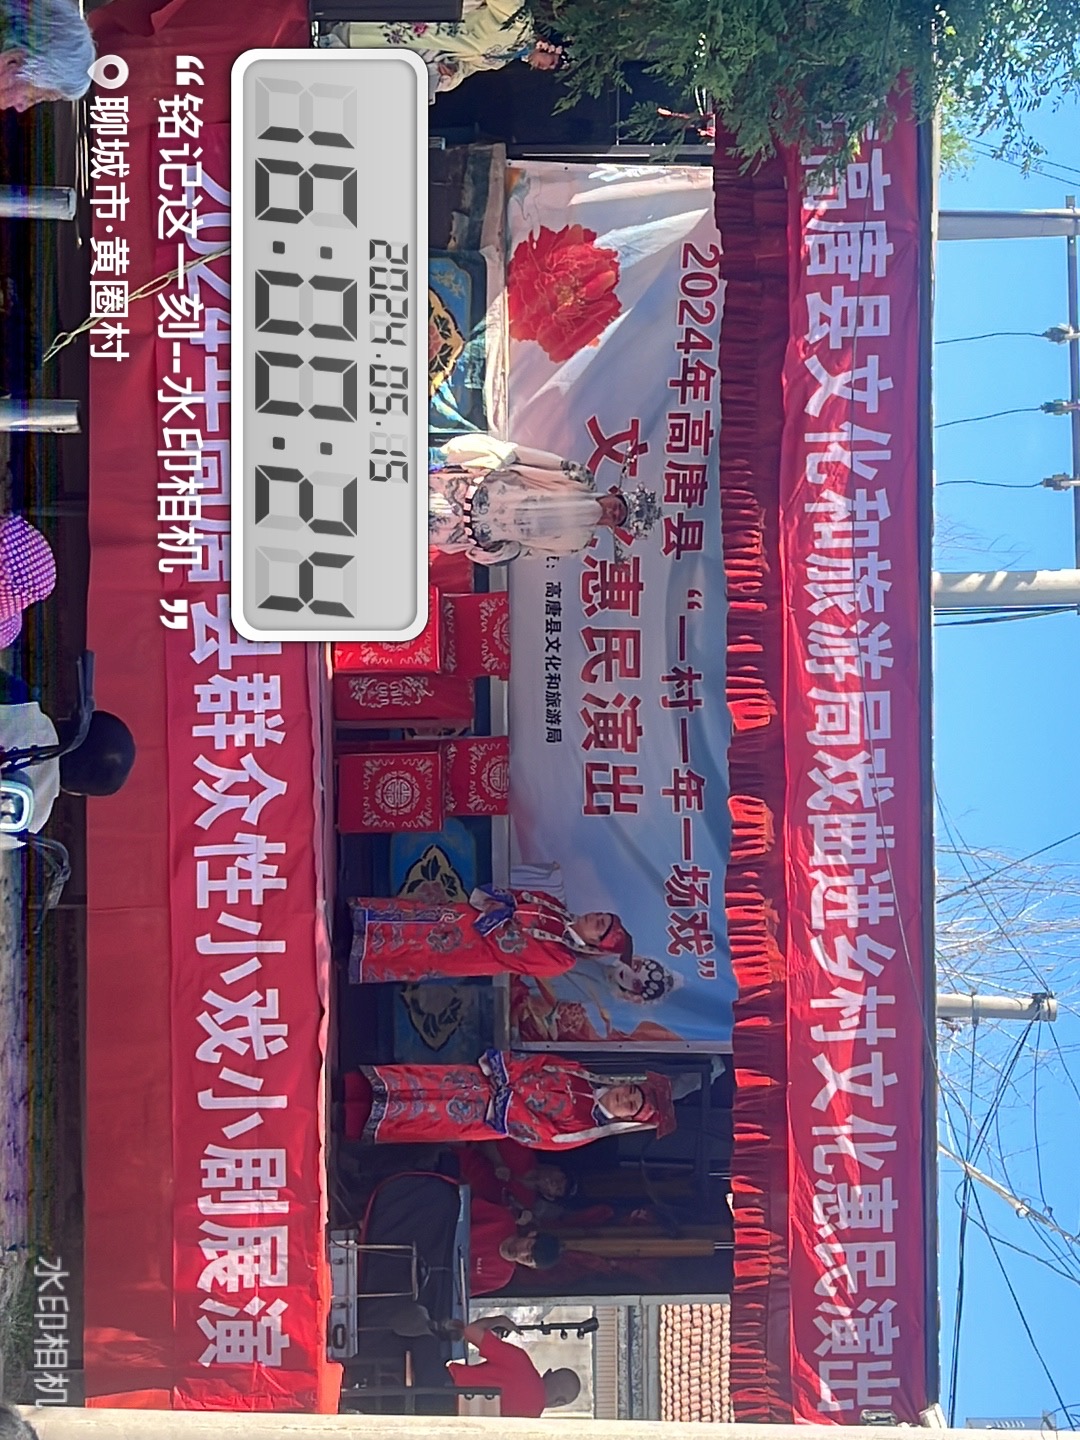 高唐县文化和旅游局戏曲进乡村文化惠民演出
2024年高唐县“一村一年一场戏”
文化惠民演出
高唐县文化和旅游局
县群众性小戏小剧展演
2024.05.15
16:00:24
“铭记这一刻--水印相机”
聊城市·黄圈村
水印相机